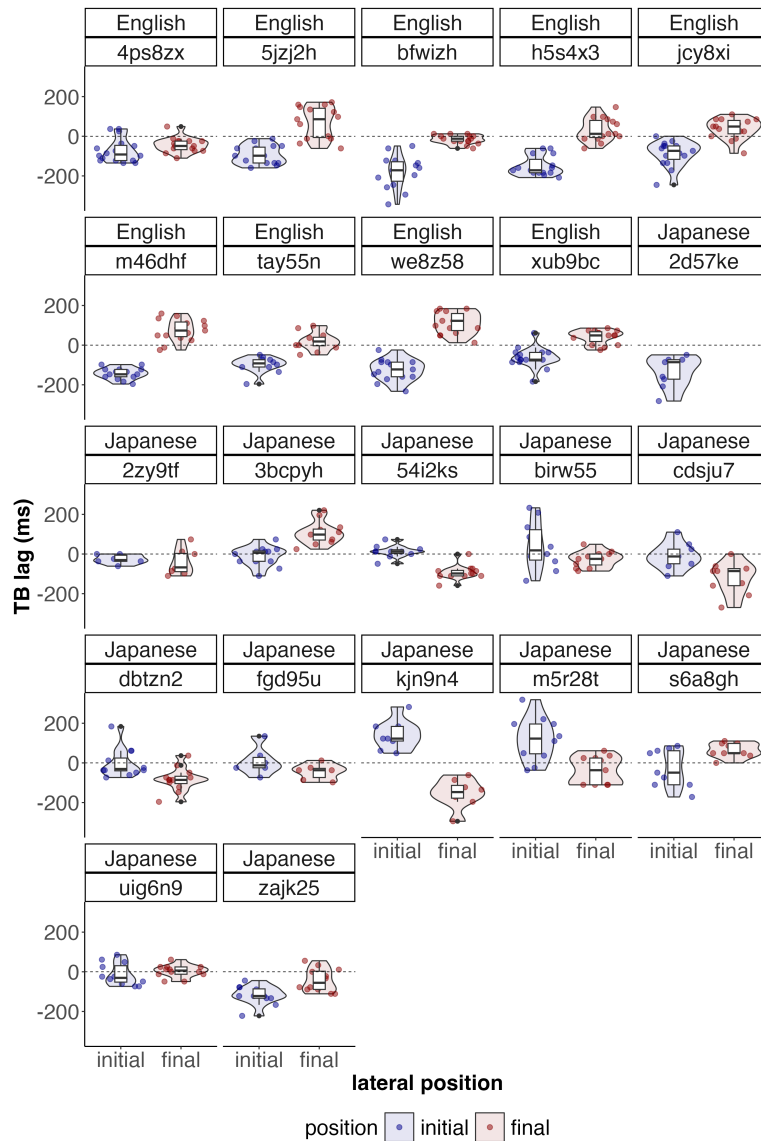 English English English English English
4ps8zx 5jzj2h bfwizh h5s4x3 jcy8xi
200
0
-200
English English English English Japanese
m46dhf tay55n we8z58 xub9bc 2d57ke
200
0
-200
Japanese Japanese Japanese Japanese Japanese
2zy9tf 3bcpyh 54i2ks birw55 cdsju7
200
0
-200
TB lag (ms)
Japanese Japanese Japanese Japanese Japanese
dbtzn2 fgd95u kjn9n4 m5r28t s6a8gh
200
0
-200
initial final initial final initial final
Japanese Japanese
uig6n9 zajk25
200
0
-200
initial final initial final
lateral position
position initial final